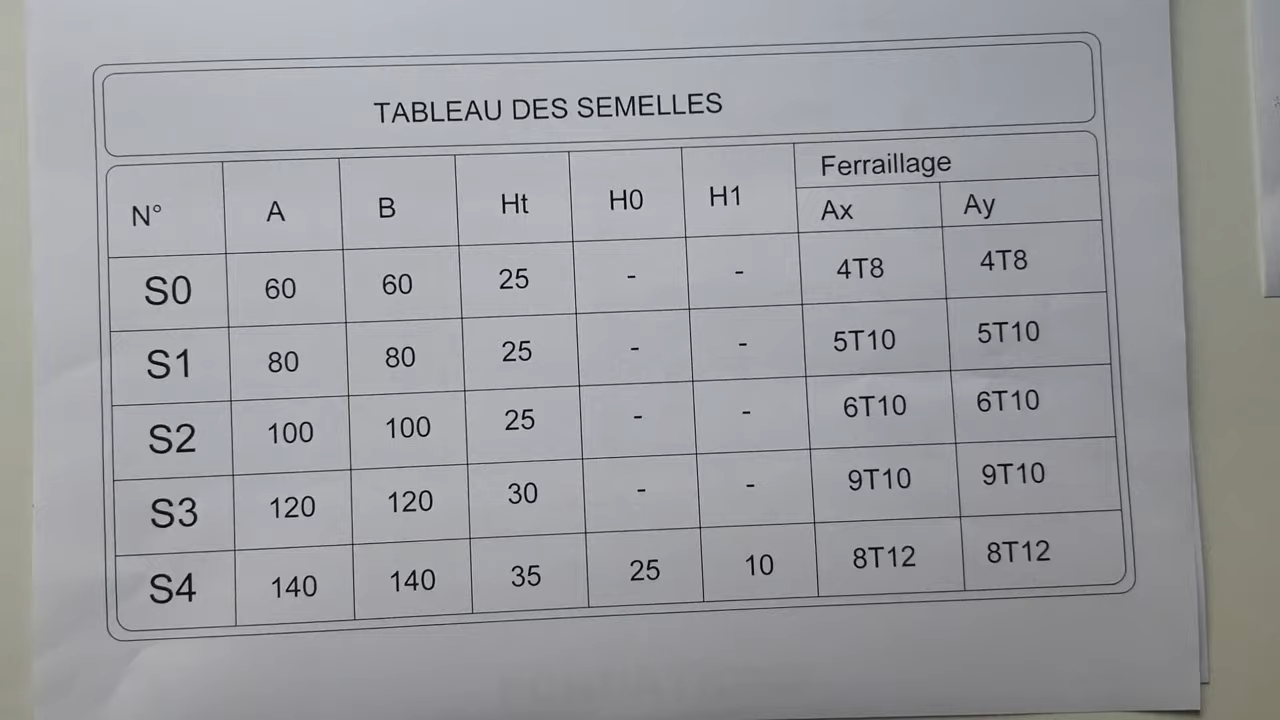 TABLEAU DES SEMELLES
N° A B Ht H0 H1 Ferraillage
Ax Ay
S0 60 60 25 - - 4T8 4T8
S1 80 80 25 - - 5T10 5T10
S2 100 100 25 - - 6T10 6T10
S3 120 120 30 - - 9T10 9T10
S4 140 140 35 25 10 8T12 8T12